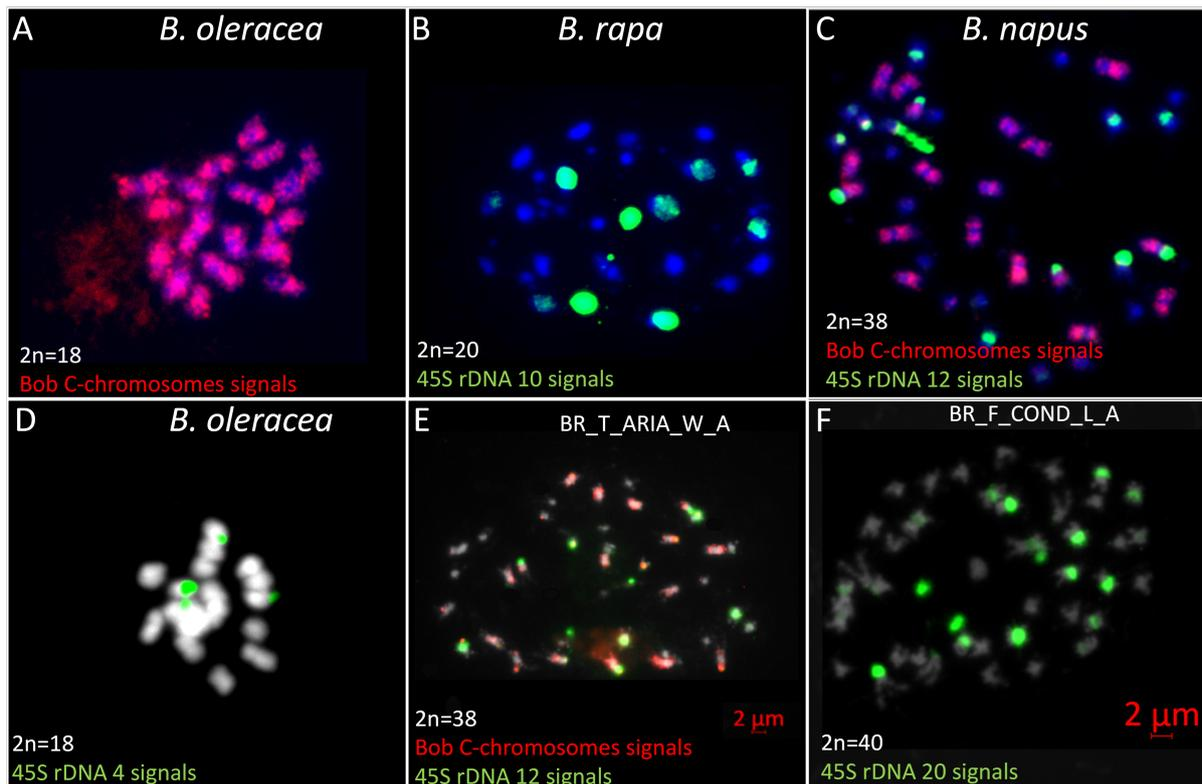 A
B. oleracea
2n=18
Bob C-chromosomes signals
B
B. rapa
2n=20
45S rDNA 10 signals
C
B. napus
2n=38
Bob C-chromosomes signals
45S rDNA 12 signals
D
B. oleracea
2n=18
45S rDNA 4 signals
E
BR_T_ARIA_W_A
2n=38
2 µm
Bob C-chromosomes signals
45S rDNA 12 signals
F
BR_F_COND_L_A
2 µm
2n=40
45S rDNA 20 signals